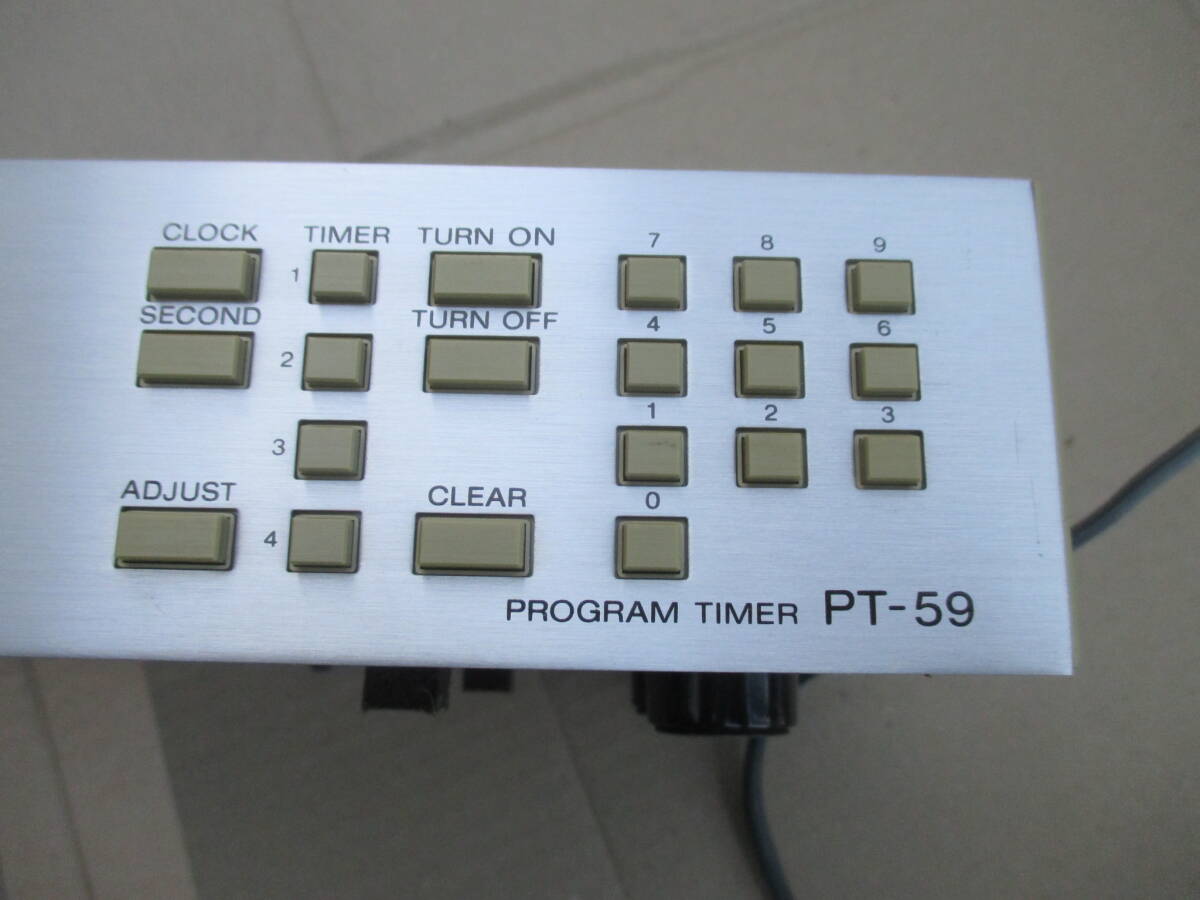 CLOCK TIMER TURN ON 7 8 9
1
SECOND TURN OFF 4 5 6
2
1 2 3
3
ADJUST CLEAR 0
4
PROGRAM TIMER PT-59